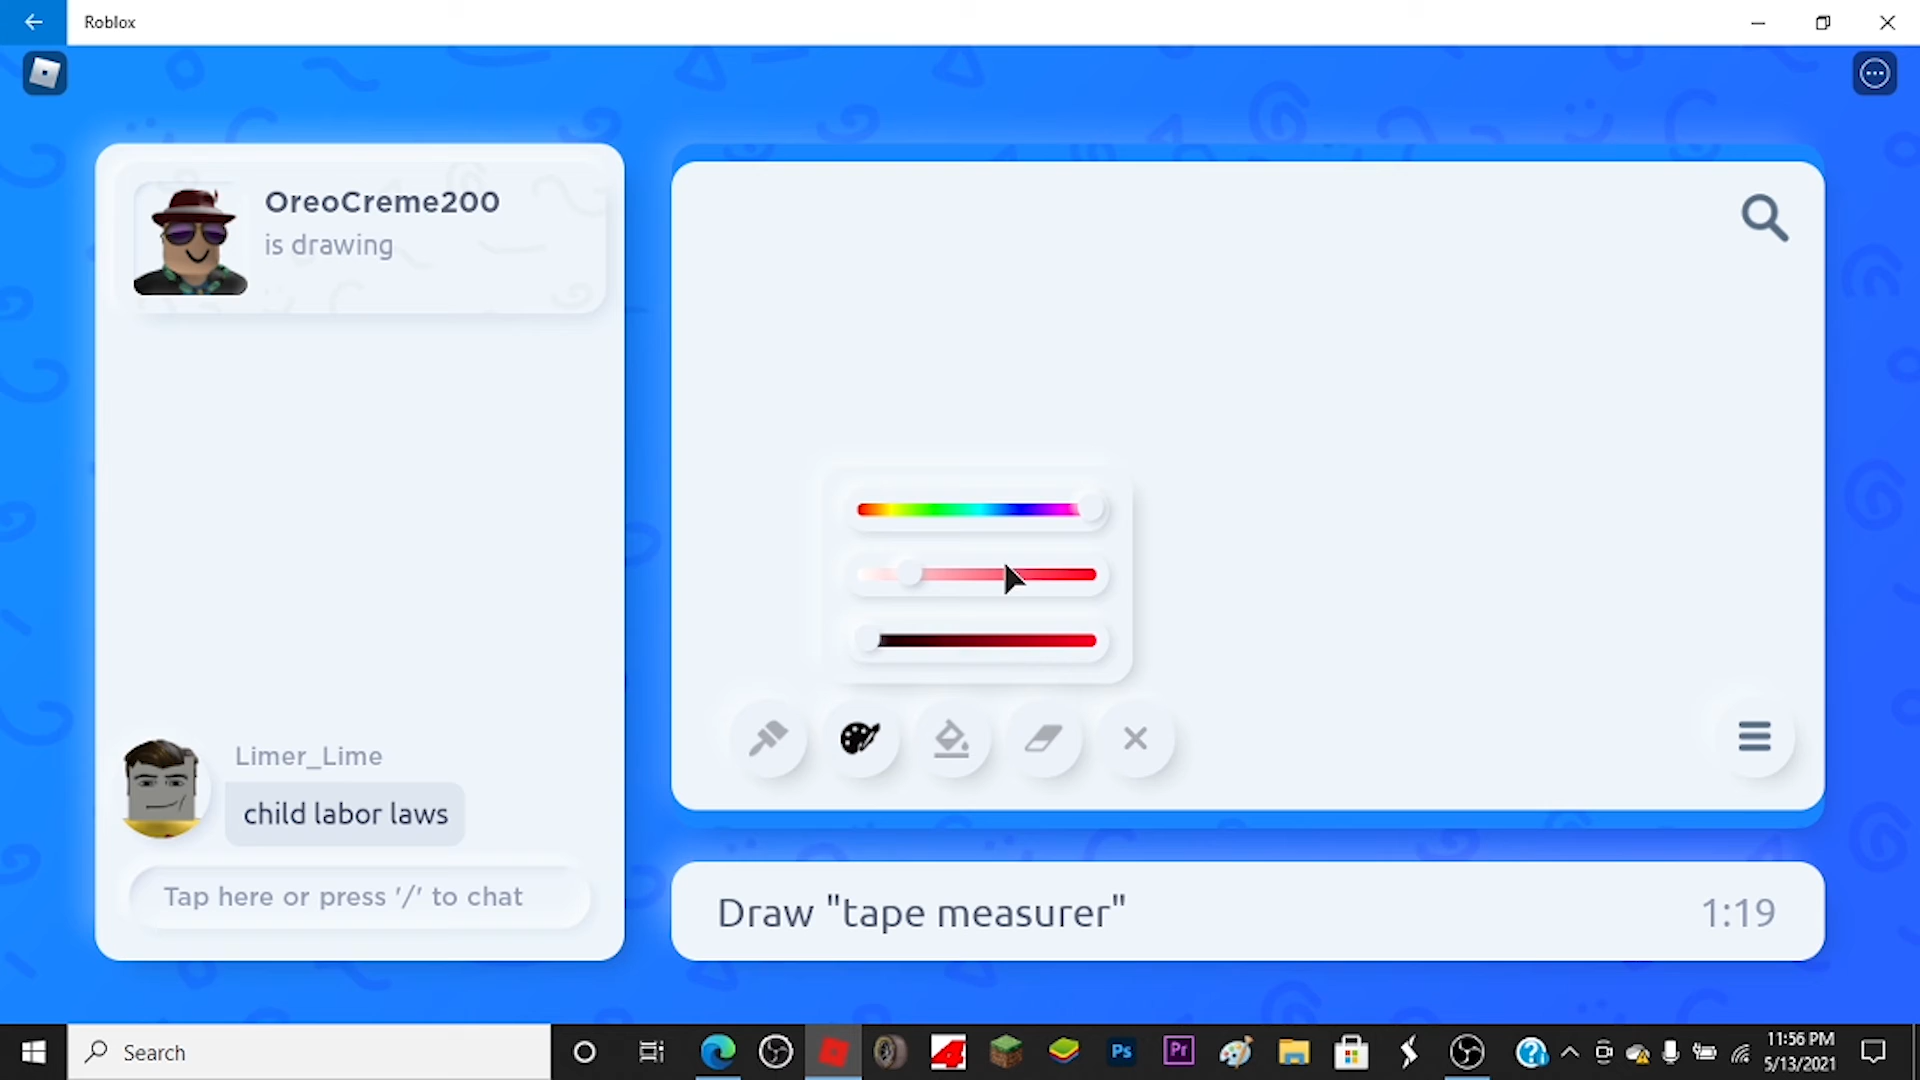 Roblox
OreoCreme200
is drawing
Limer_Lime
child labor laws
Tap here or press '/' to chat
Draw "tape measurer"
1:19
Search
Ps
Pr
11:56 PM
5/13/2021